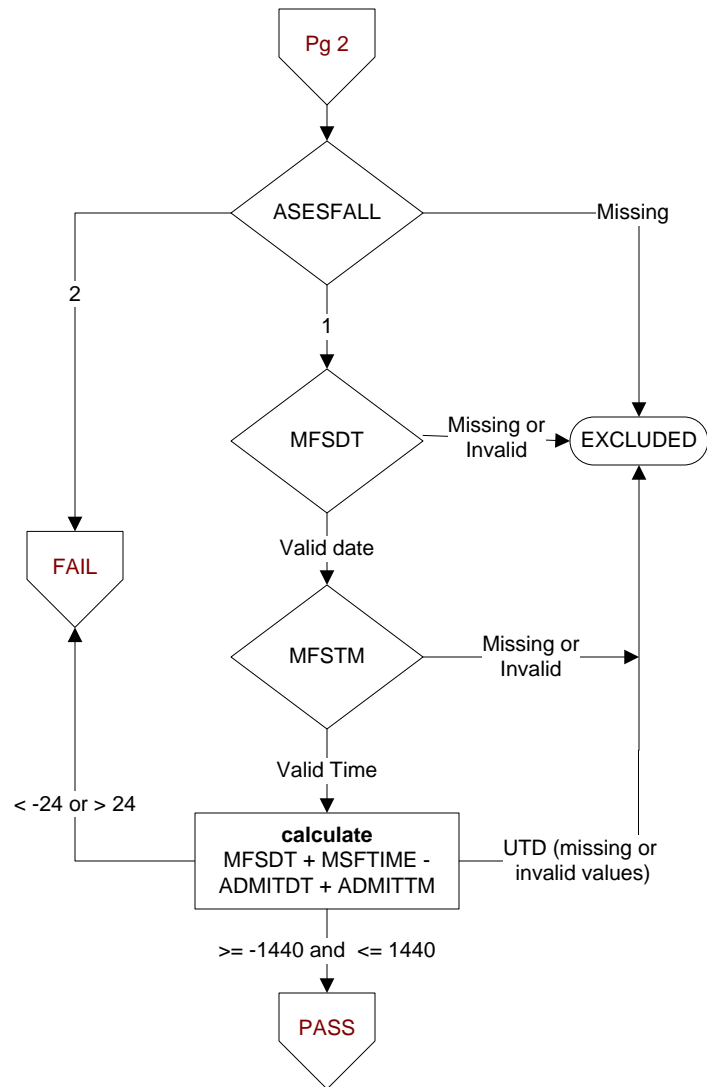 Pg 2
ASESFALL
Missing
2
1
MFSDT
Missing or
Invalid
EXCLUDED
Valid date
FAIL
MFSTM
Missing or
Invalid
Valid Time
< -24 or > 24
calculate
MFSDT + MSFTIME -
ADMITDT + ADMITTM
UTD (missing or
invalid values)
>= -1440 and  <= 1440
PASS